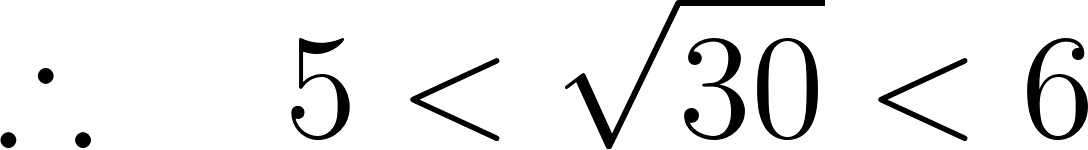 ∴ 5 < √30 < 6